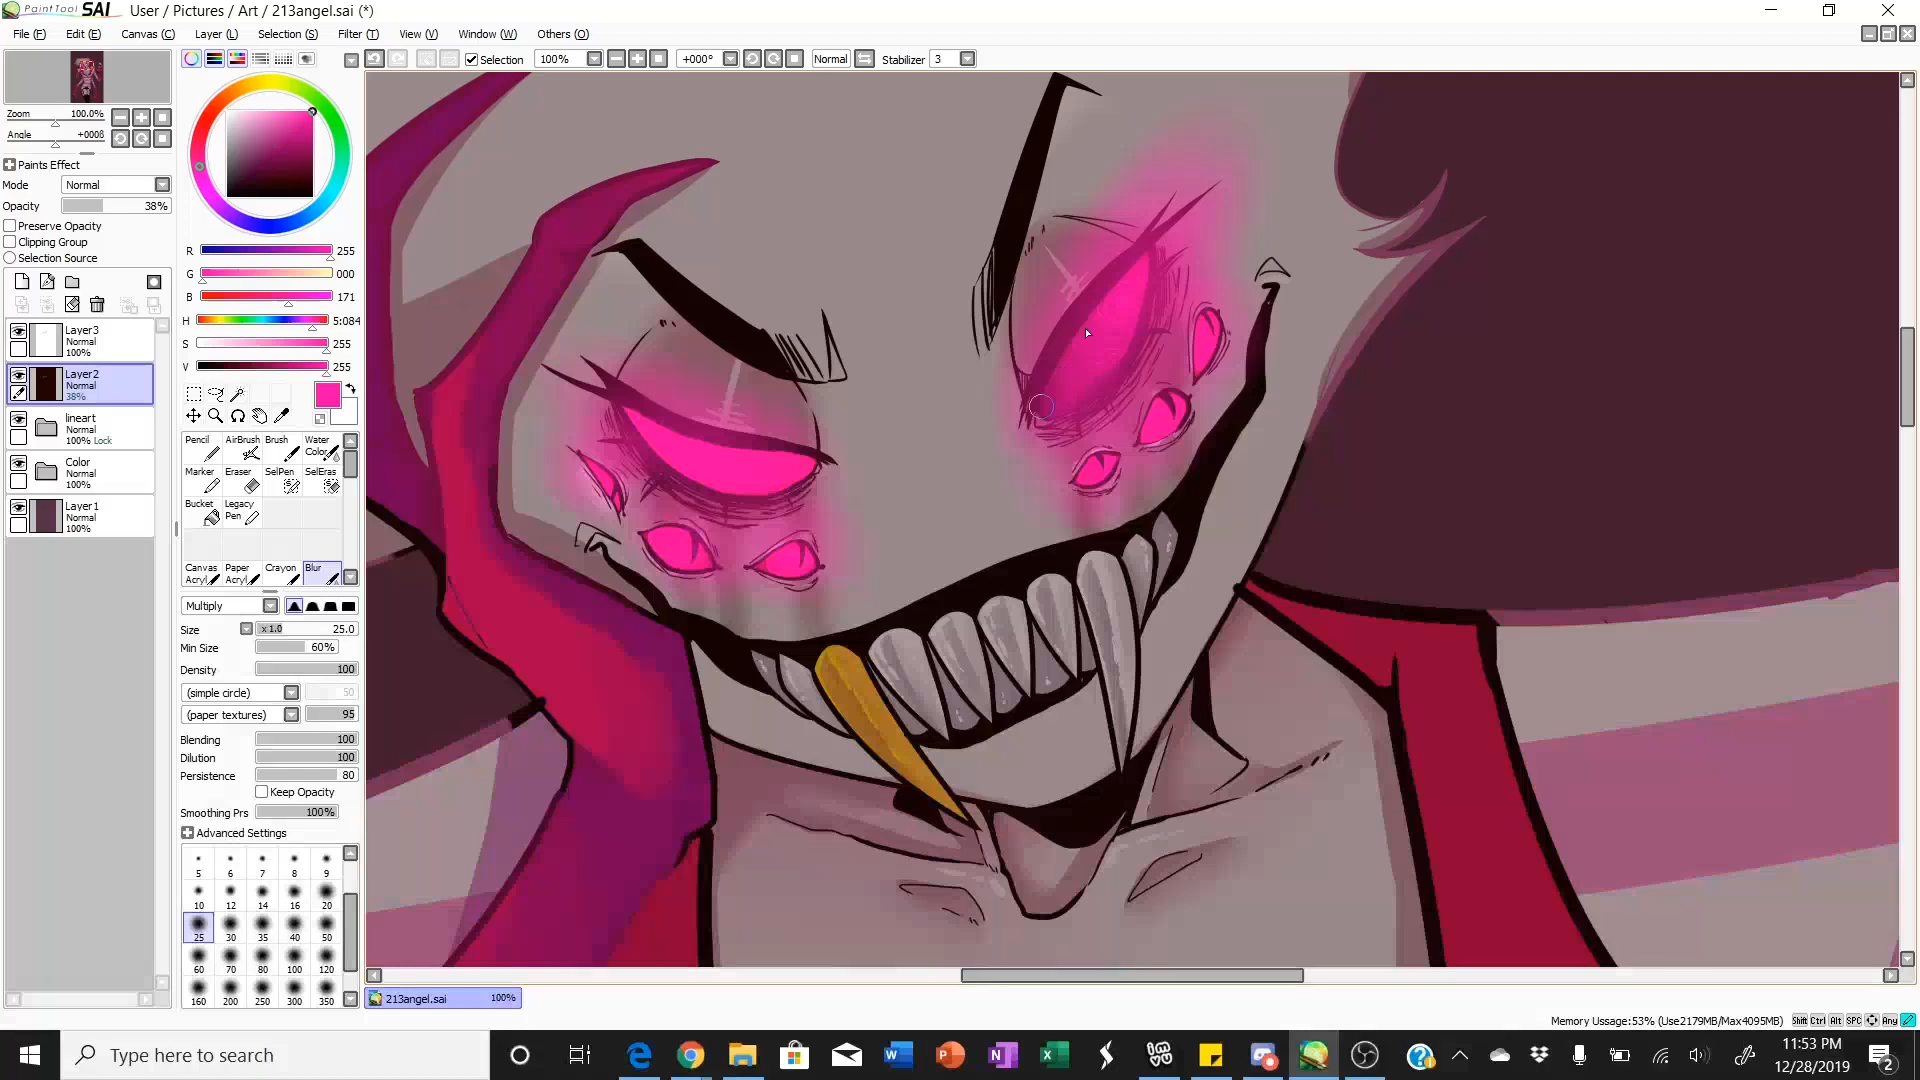 PaintTool SAI User / Pictures / Art / 213angel.sai (*)
File (F) Edit (E) Canvas (C) Layer (L) Selection (S) Filter (T) View (V) Window (W) Others (O)
Selection 100% +000° Normal Stabilizer 3
Zoom 100.0%
Angle +000ß
Paints Effect
Mode Normal
Opacity 38%
Preserve Opacity
Clipping Group
Selection Source
Layer3
Normal
100%
Layer2
Normal
38%
lineart
Normal
100% Lock
Color
Normal
100%
Layer1
Normal
100%
R 255
G 000
B 171
H 5:084
S 255
V 255
Pencil AirBrush Brush Water
Color
Marker Eraser SelPen SelEras
Bucket Legacy
Pen
Canvas Paper Crayon Blur
Acryl Acryl
Multiply
Size x 1.0 25.0
Min Size 60%
Density 100
(simple circle) 50
(paper textures) 95
Blending 100
Dilution 100
Persistence 80
Keep Opacity
Smoothing Prs 100%
Advanced Settings
5 6 7 8 9
10 12 14 16 20
25 30 35 40 50
60 70 80 100 120
160 200 250 300 350
213angel.sai 100%
Memory Ussage:53% (Use2179MB/Max4095MB) Shift Ctrl Alt SPC Any
Type here to search
11:53 PM
12/28/2019
2